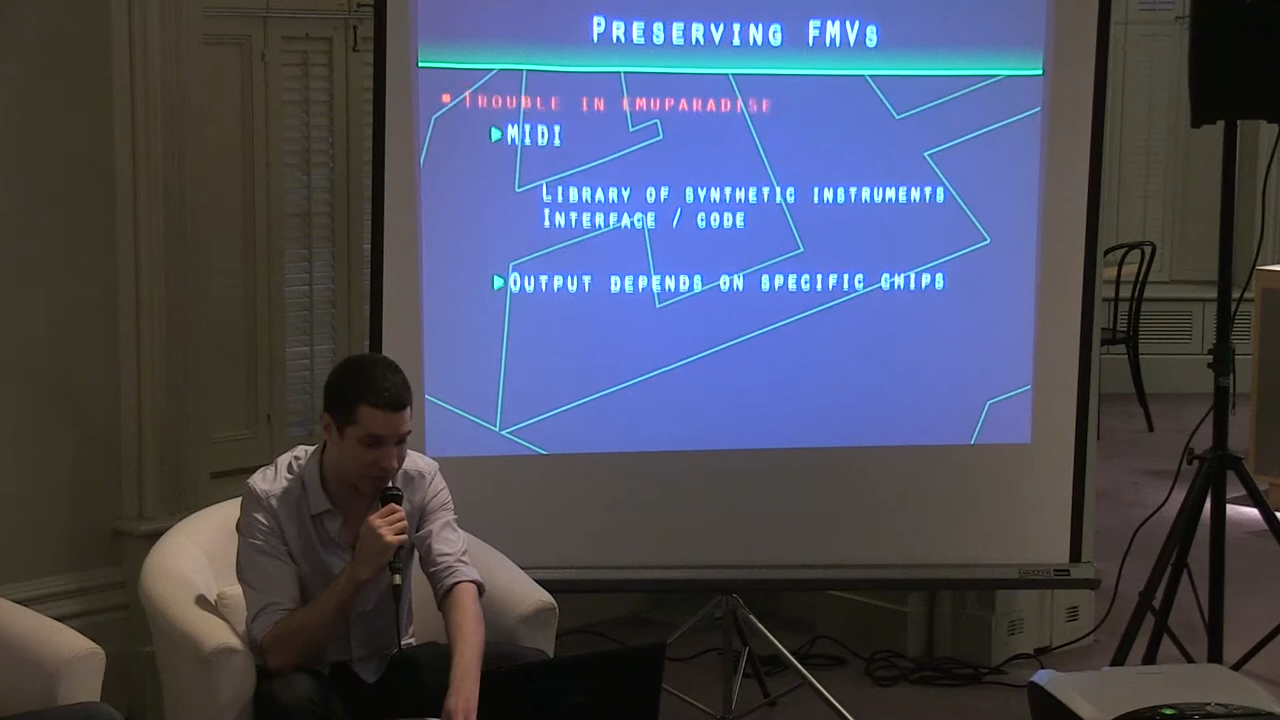 PRESERVING FMVS
TROUBLE IN EMUPARADISE
MIDI
LIBRARY OF SYNTHETIC INSTRUMENTS
INTERFACE / CODE
OUTPUT DEPENDS ON SPECIFIC CHIPS